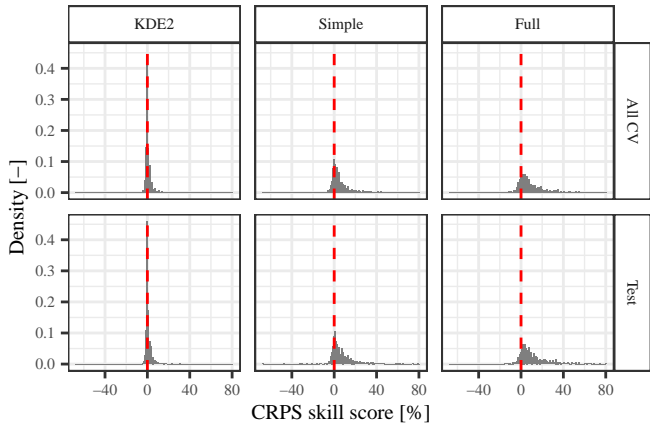 KDE2 Simple Full
0.4
0.3
0.2
0.1
0.0
All CV
0.4
0.3
0.2
0.1
0.0
Test
Density [−]
−40 0 40 80 −40 0 40 80 −40 0 40 80
CRPS skill score [%]